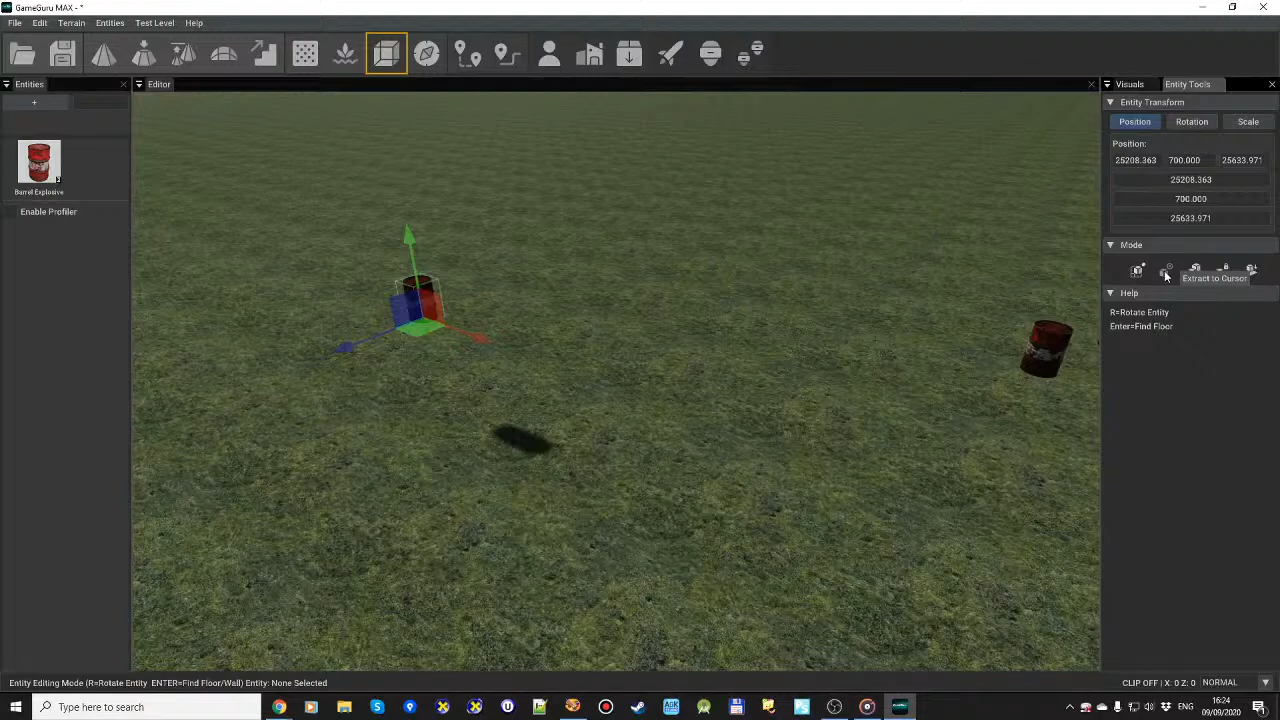 GameGuru MAX - *
File Edit Terrain Entities Test Level Help
Entities
Editor
Visuals Entity Tools
+
Entity Transform
Position Rotation Scale
Position:
25208.363 700.000 25633.971
25208.363
700.000
25633.971
Barrel Explosive
Enable Profiler
Mode
Extract to Cursor
Help
R=Rotate Entity
Enter=Find Floor
Entity Editing Mode (R=Rotate Entity ENTER=Find Floor/Wall) Entity: None Selected
CLIP OFF | X: 0 Z: 0 NORMAL
Type here to search
16:24
09/09/2020